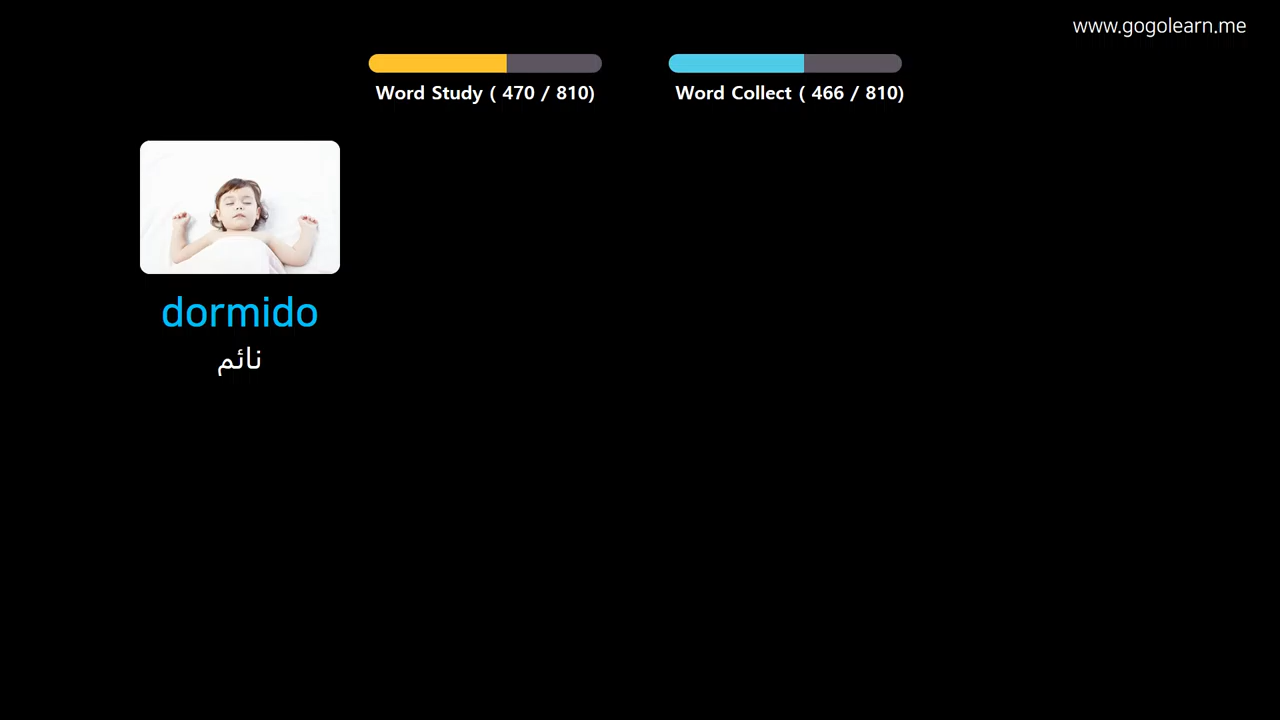 www.gogolearn.me
Word Study ( 470 / 810)
Word Collect ( 466 / 810)
dormido
نائم